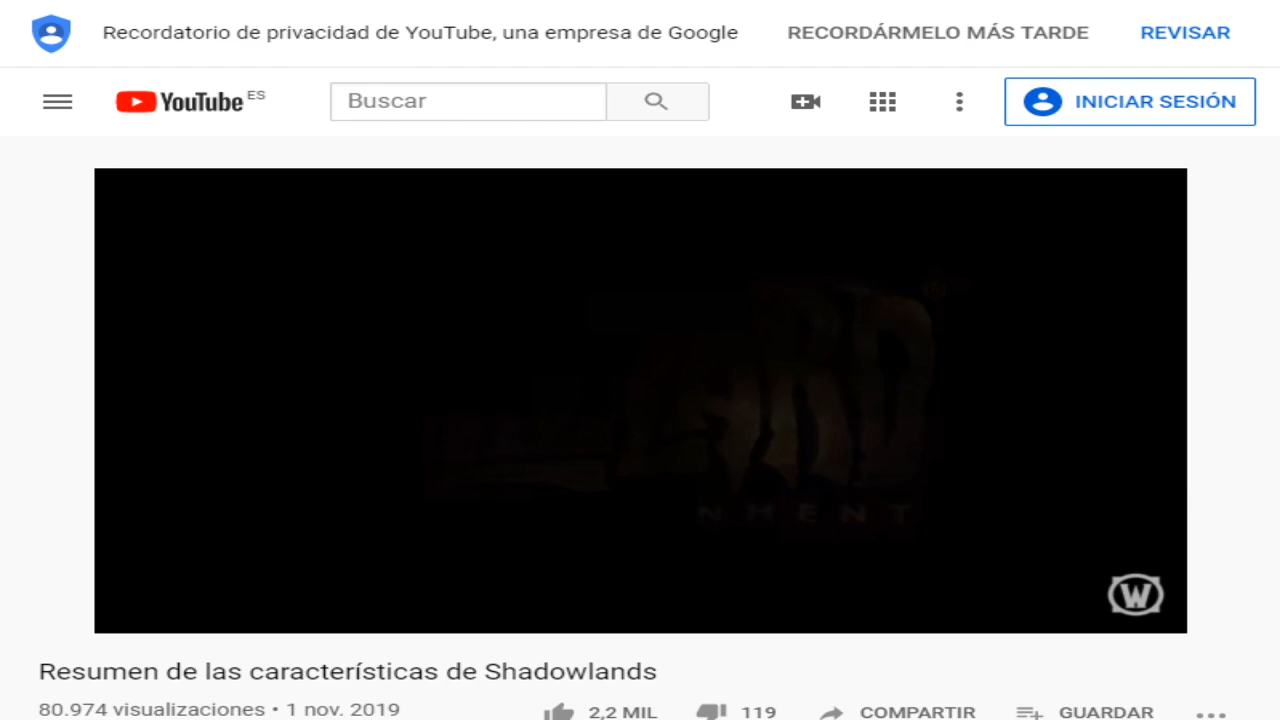 Recordatorio de privacidad de YouTube, una empresa de Google RECORDÁRMELO MÁS TARDE REVISAR
YouTube ES Buscar INICIAR SESIÓN
NMENT
W
Resumen de las características de Shadowlands
80.974 visualizaciones • 1 nov. 2019 2,2 MIL 119 COMPARTIR GUARDAR